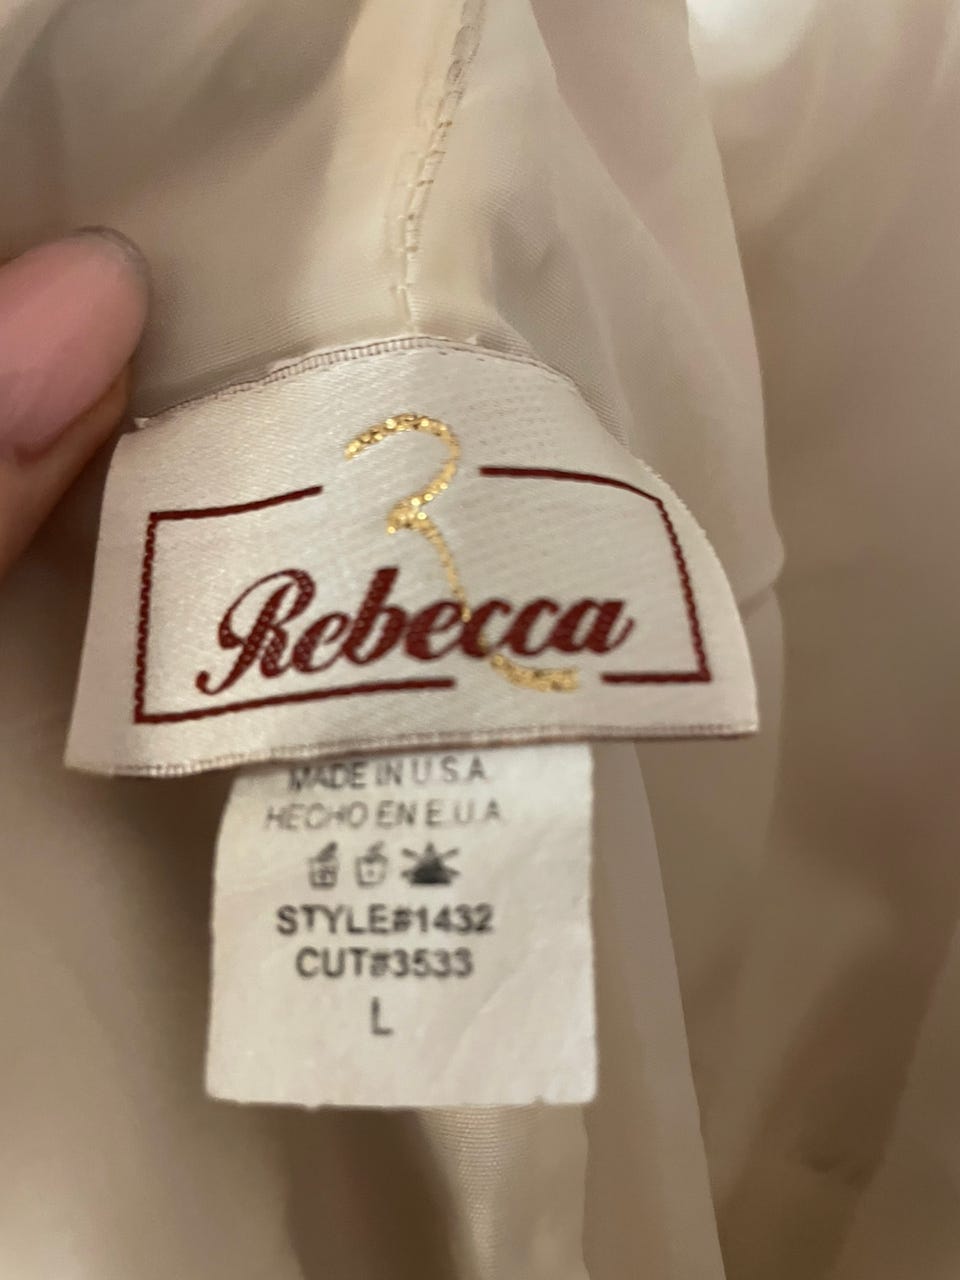 Rebecca
MADE IN U.S.A.
HECHO EN E.U.A.
STYLE#1432
CUT#3533
L